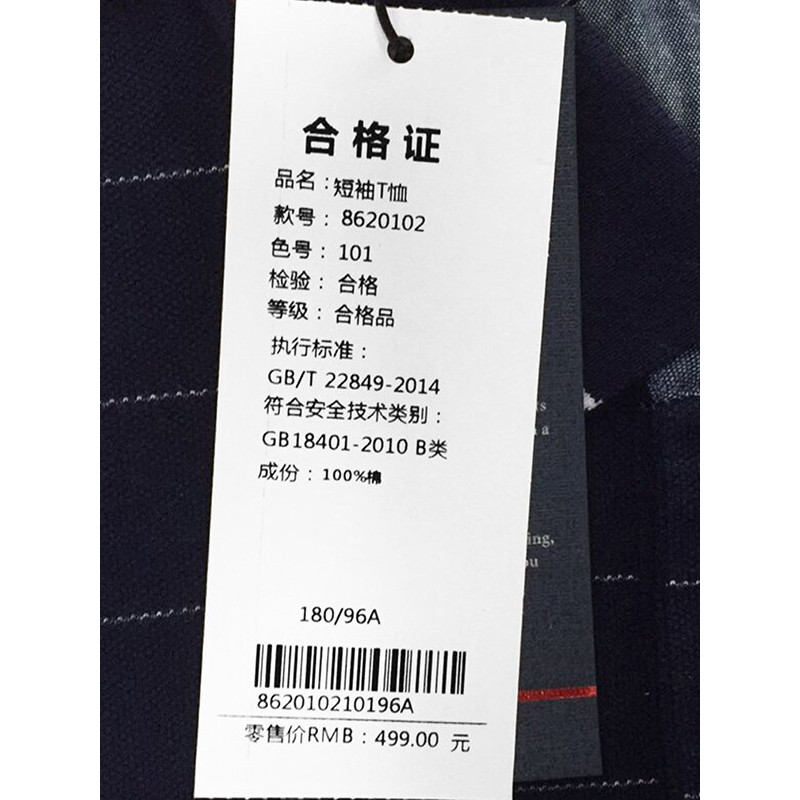 合格证
品名：短袖T恤
款号： 8620102
色号： 101
检验： 合格
等级： 合格品
执行标准：
GB/T 22849-2014
符合安全技术类别：
GB18401-2010 B类
成份：100%棉
180/96A
862010210196A
零售价RMB：499.00 元
a
ing,